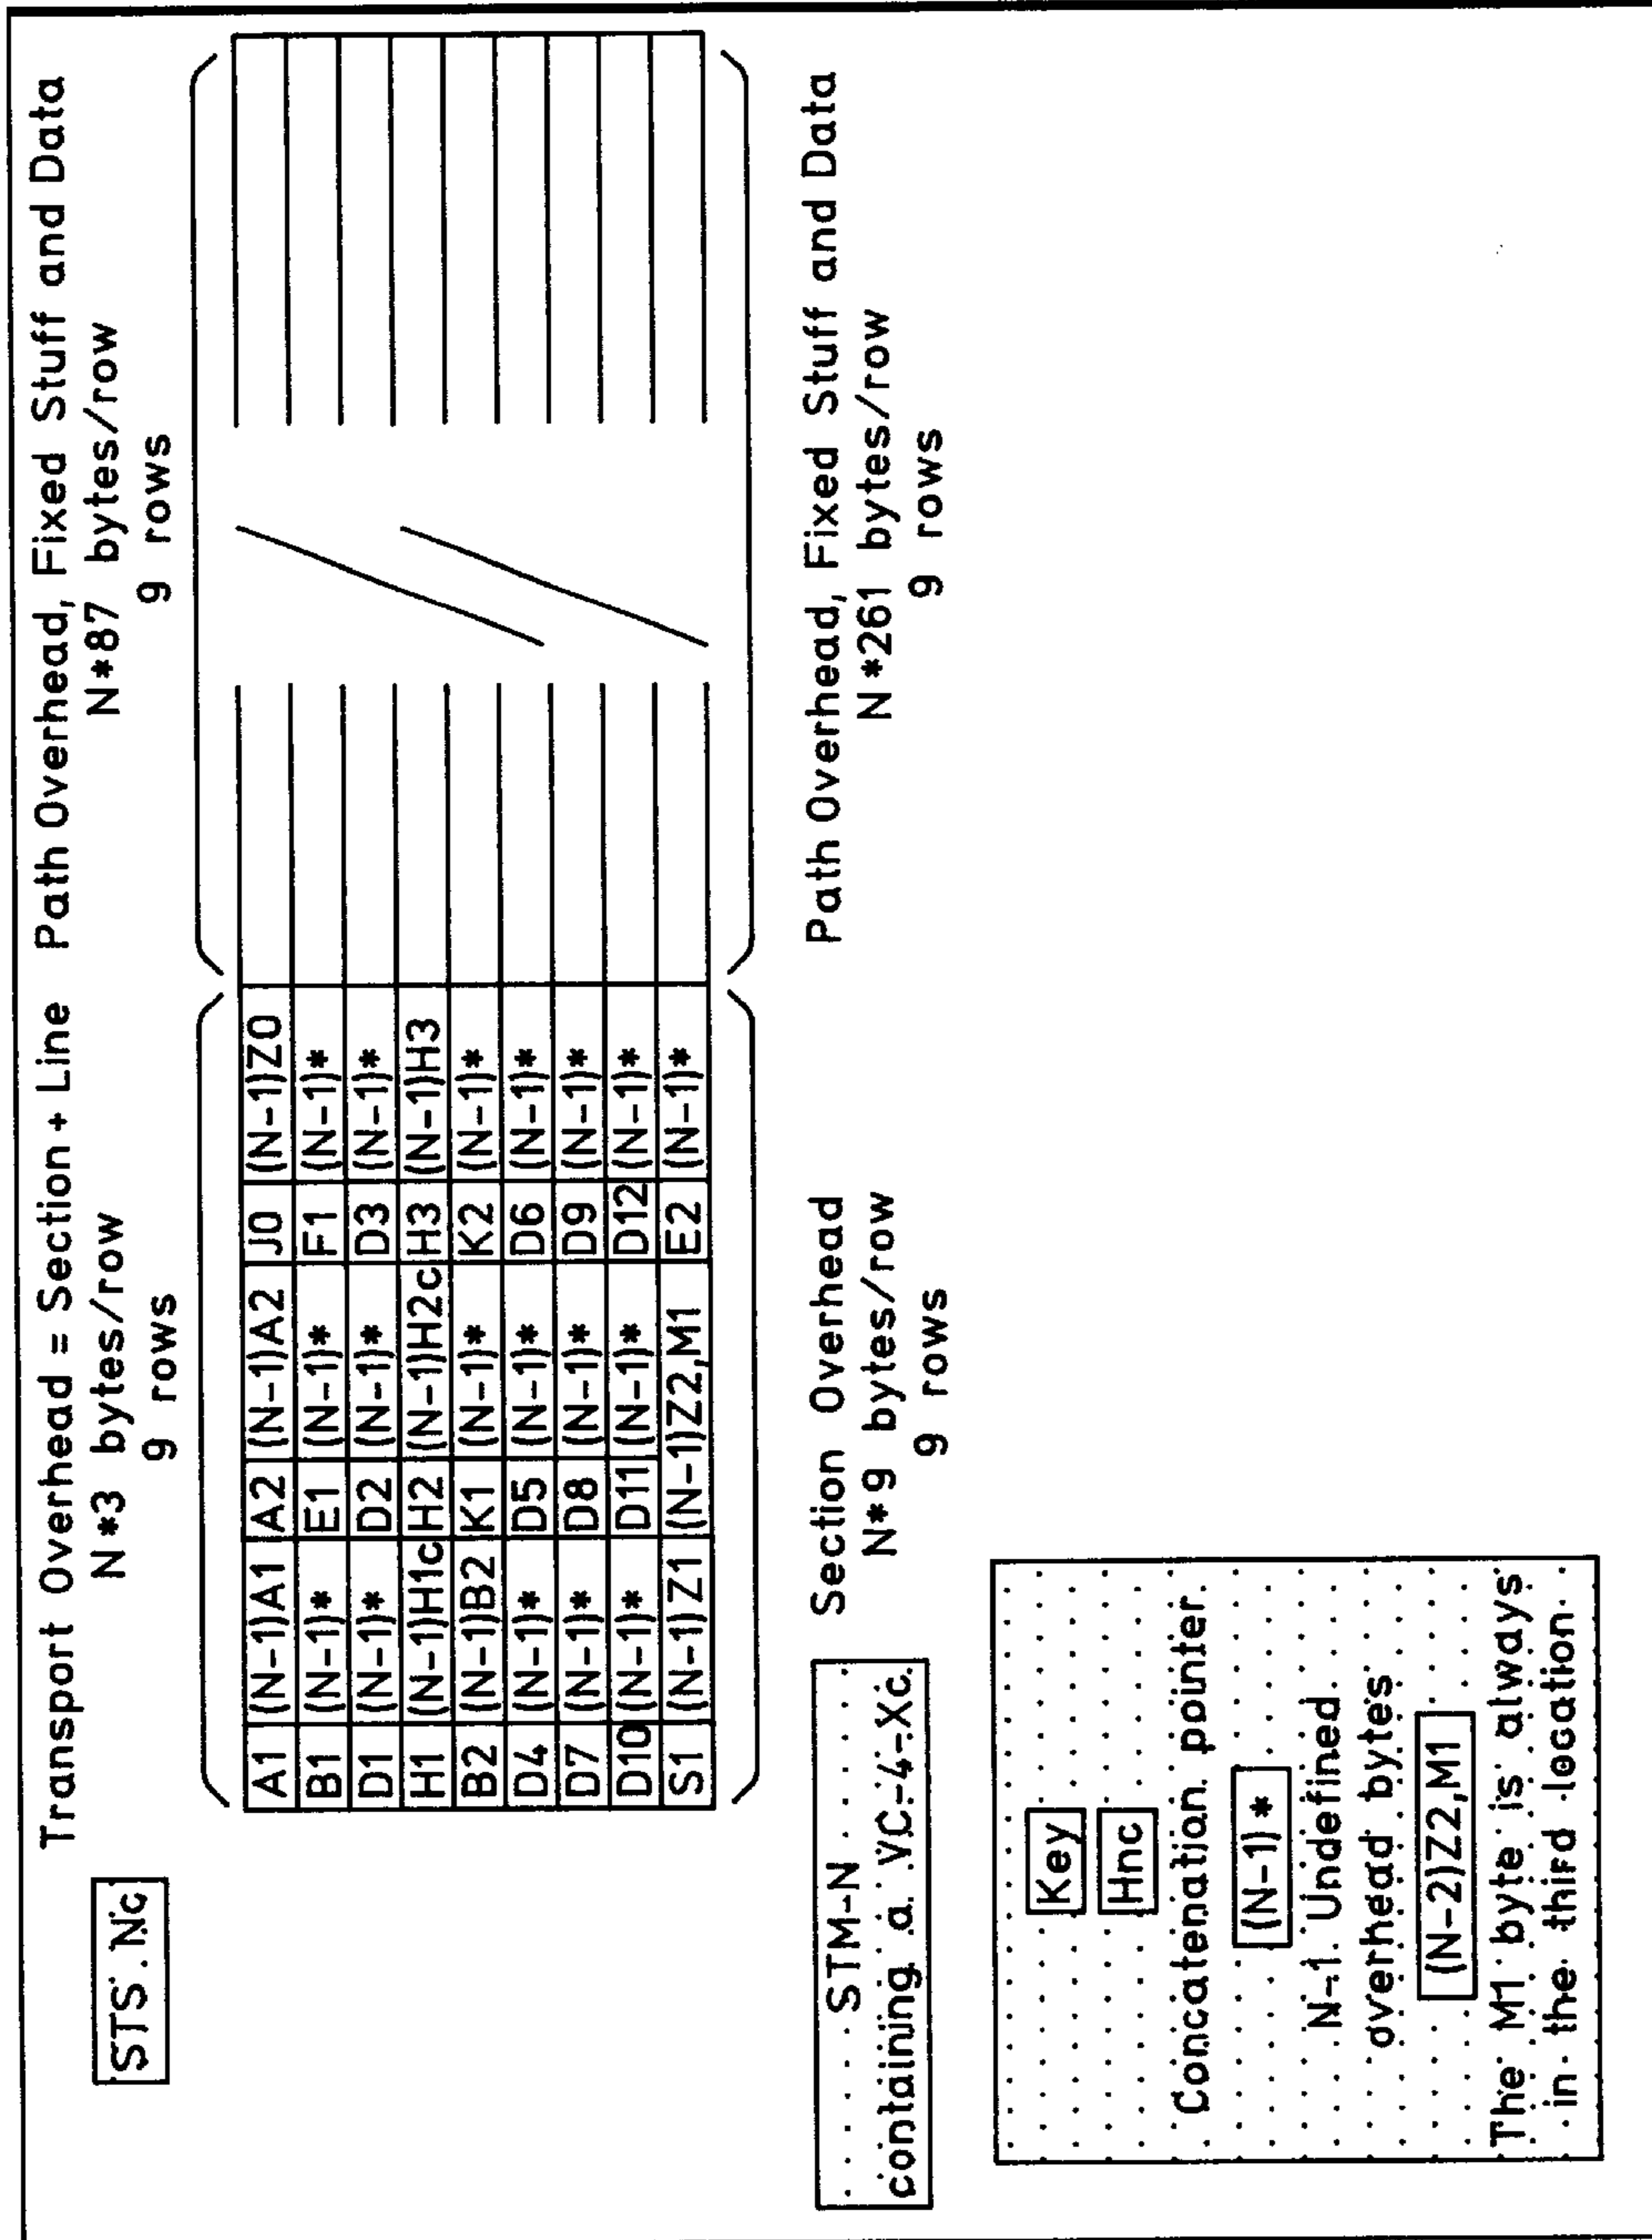 Transport Overhead = Section + Line Path Overhead, Fixed Stuff and Data
STS Nc N*3 bytes/row N*87 bytes/row
9 rows 9 rows
A1 (N-1)A1 A2 (N-1)A2 J0 (N-1)Z0
B1 (N-1)* E1 (N-1)* F1 (N-1)*
D1 (N-1)* D2 (N-1)* D3 (N-1)*
H1 (N-1)H1c H2 (N-1)H2c H3 (N-1)H3
B2 (N-1)B2 K1 (N-1)* K2 (N-1)*
D4 (N-1)* D5 (N-1)* D6 (N-1)*
D7 (N-1)* D8 (N-1)* D9 (N-1)*
D10 (N-1)* D11 (N-1)* D12 (N-1)*
S1 (N-1)Z1 (N-1)Z2,M1 E2 (N-1)*
STM-N
containing a VC-4-Xc
Section Overhead Path Overhead, Fixed Stuff and Data
N*9 bytes/row N*261 bytes/row
9 rows 9 rows
Key
Hnc
Concatenation pointer
(N-1)*
N-1 Undefined
overhead bytes
(N-2)Z2,M1
The M1 byte is always
in the third location